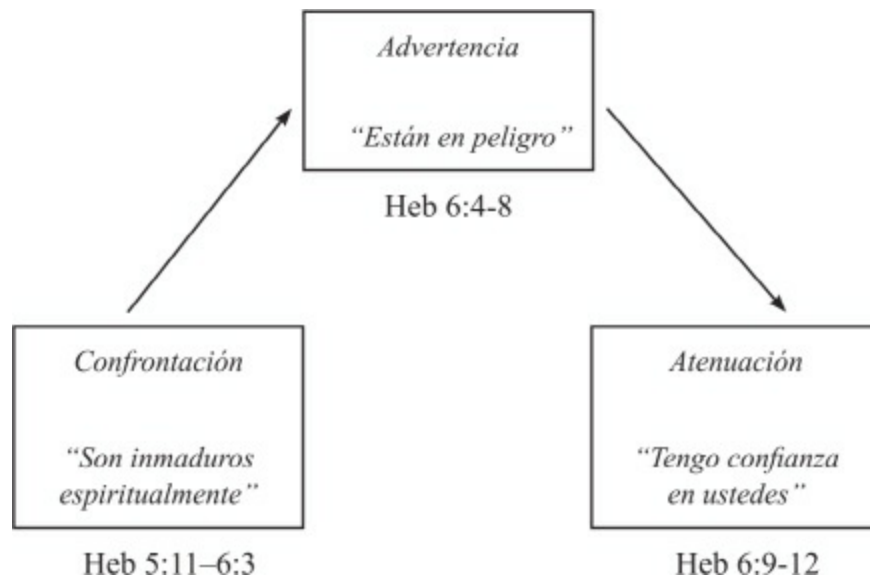 Advertencia
“Están en peligro”
Heb 6:4-8
Confrontación
“Son inmaduros
espiritualmente”
Heb 5:11–6:3
Atenuación
“Tengo confianza
en ustedes”
Heb 6:9-12